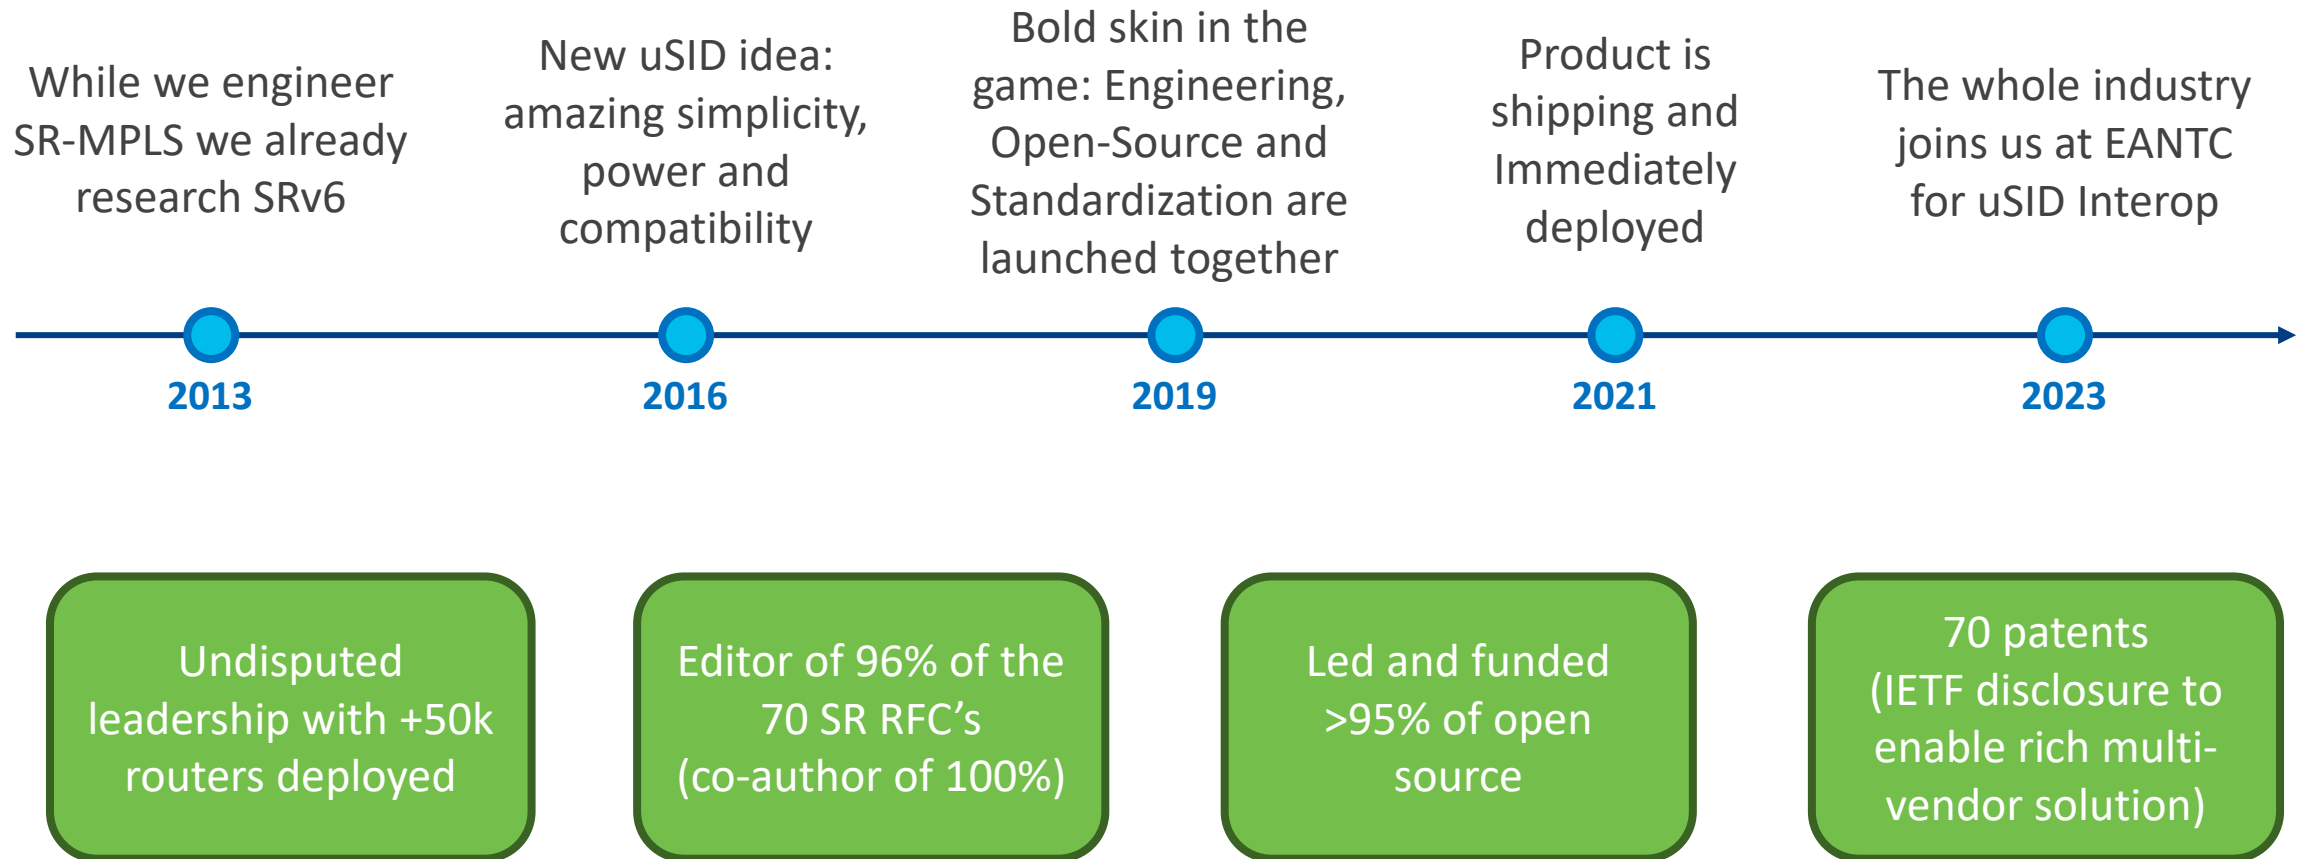 While we engineer
SR-MPLS we already
research SRv6
New uSID idea:
amazing simplicity,
power and
compatibility
Bold skin in the
game: Engineering,
Open-Source and
Standardization are
launched together
Product is
shipping and
Immediately
deployed
The whole industry
joins us at EANTC
for uSID Interop
2013
2016
2019
2021
2023
Undisputed
leadership with +50k
routers deployed
Editor of 96% of the
70 SR RFC’s
(co-author of 100%)
Led and funded
>95% of open
source
70 patents
(IETF disclosure to
enable rich multi-
vendor solution)